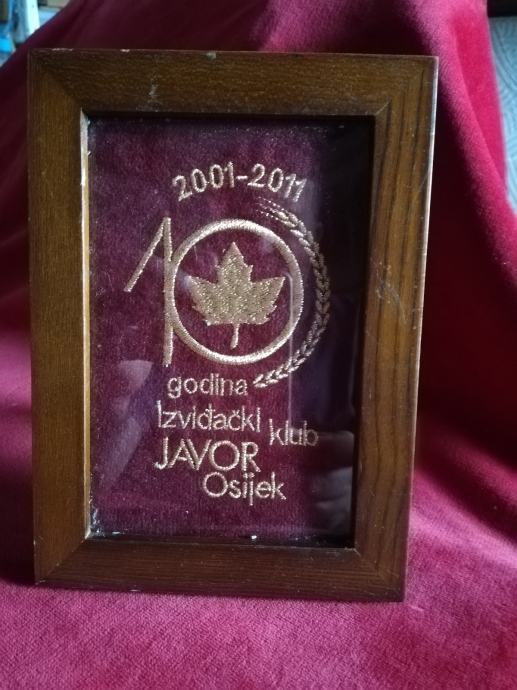 2001-2011
10
godina
Izviđački klub
JAVOR
Osijek